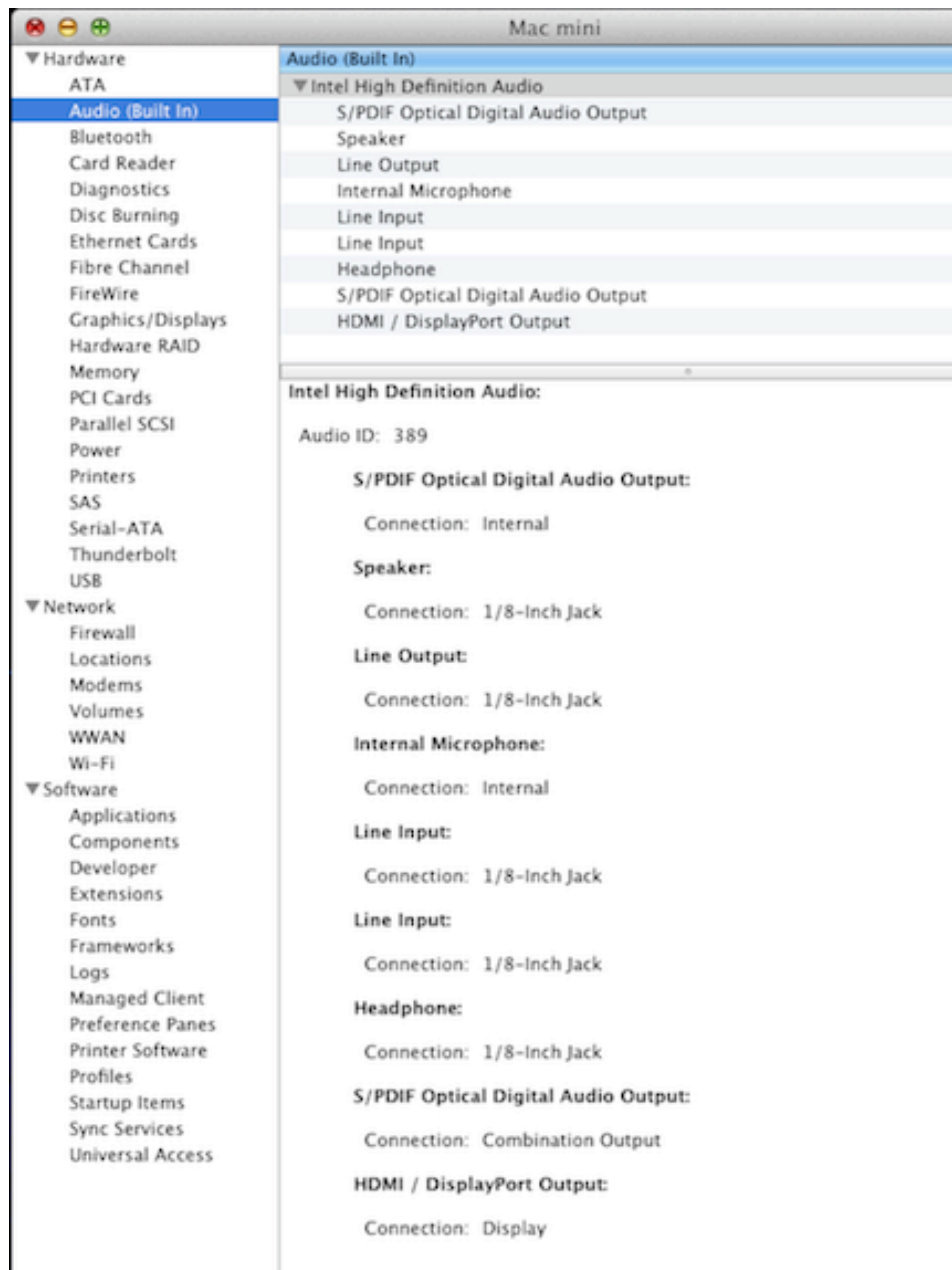 Mac mini
Hardware
ATA
Audio (Built In)
Bluetooth
Card Reader
Diagnostics
Disc Burning
Ethernet Cards
Fibre Channel
FireWire
Graphics/Displays
Hardware RAID
Memory
PCI Cards
Parallel SCSI
Power
Printers
SAS
Serial-ATA
Thunderbolt
USB
Network
Firewall
Locations
Modems
Volumes
WWAN
Wi-Fi
Software
Applications
Components
Developer
Extensions
Fonts
Frameworks
Logs
Managed Client
Preference Panes
Printer Software
Profiles
Startup Items
Sync Services
Universal Access
Audio (Built In)
Intel High Definition Audio
S/PDIF Optical Digital Audio Output
Speaker
Line Output
Internal Microphone
Line Input
Line Input
Headphone
S/PDIF Optical Digital Audio Output
HDMI / DisplayPort Output
Intel High Definition Audio:
Audio ID: 389
S/PDIF Optical Digital Audio Output:
Connection: Internal
Speaker:
Connection: 1/8-Inch Jack
Line Output:
Connection: 1/8-Inch Jack
Internal Microphone:
Connection: Internal
Line Input:
Connection: 1/8-Inch Jack
Line Input:
Connection: 1/8-Inch Jack
Headphone:
Connection: 1/8-Inch Jack
S/PDIF Optical Digital Audio Output:
Connection: Combination Output
HDMI / DisplayPort Output:
Connection: Display